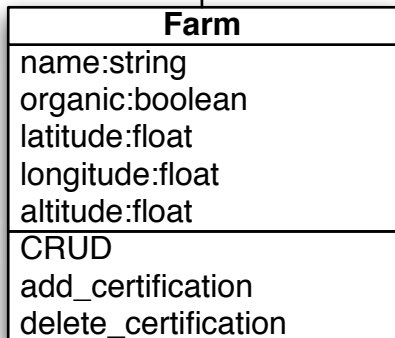 Farm
name:string
organic:boolean
latitude:float
longitude:float
altitude:float
CRUD
add_certification
delete_certification